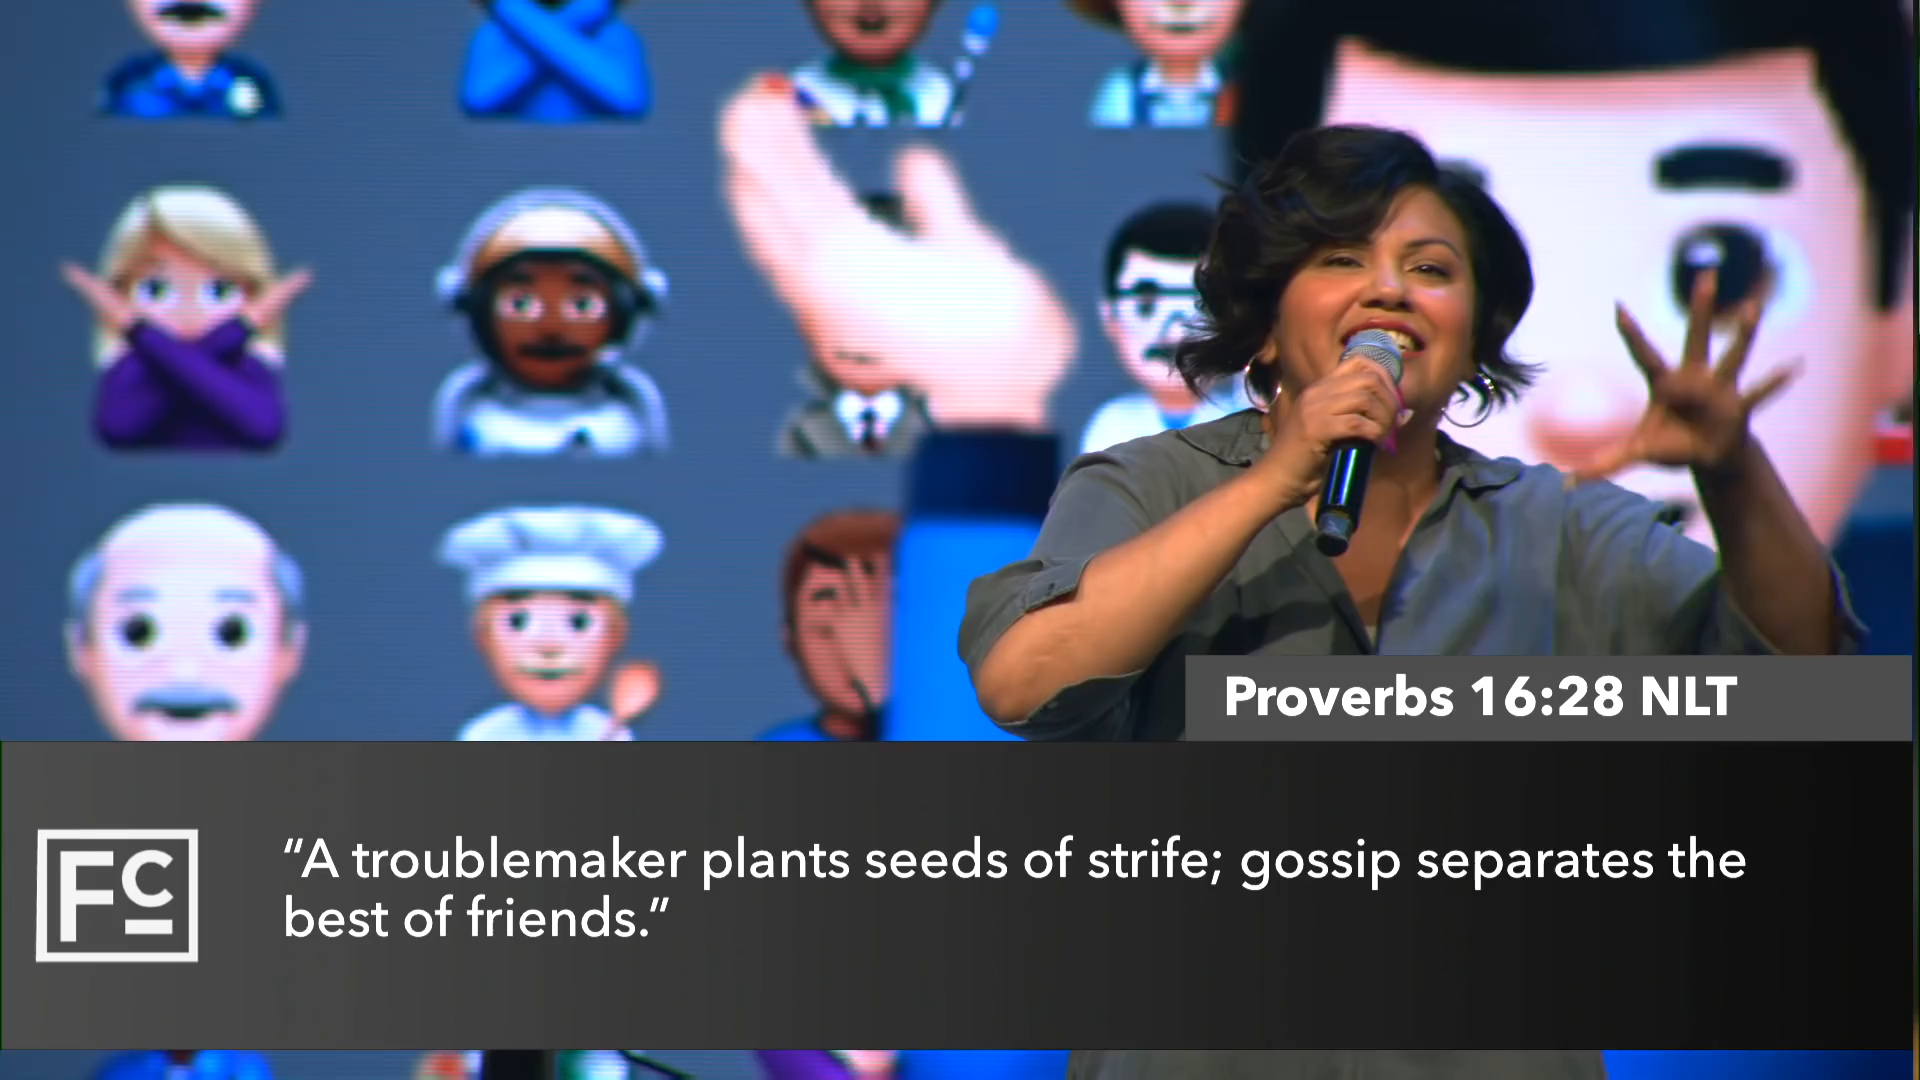 Proverbs 16:28 NLT
FC
“A troublemaker plants seeds of strife; gossip separates the
best of friends.”